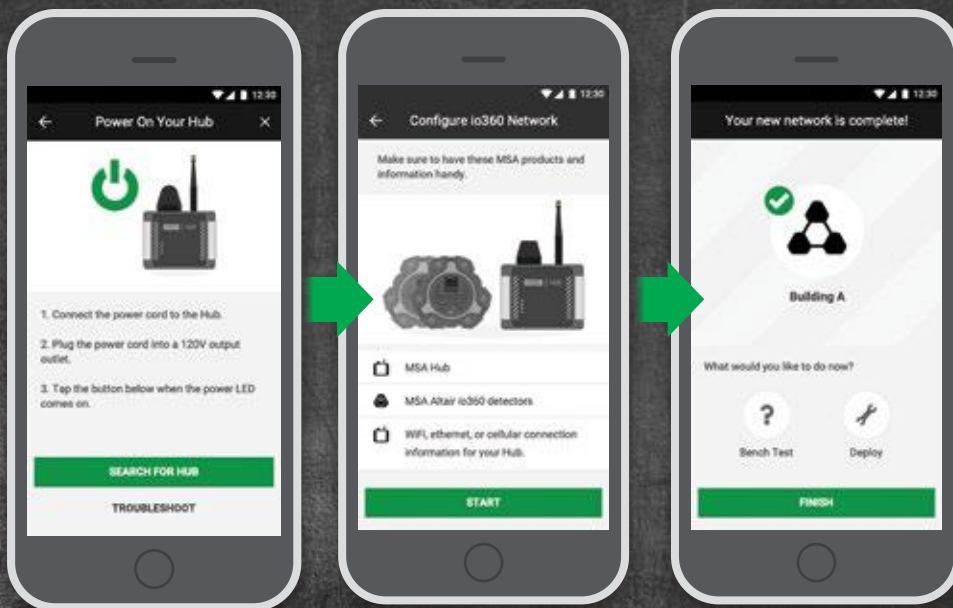 12:30
Power On Your Hub
1. Connect the power cord to the Hub.
2. Plug the power cord into a 120V output
outlet.
3. Tap the button below when the power LED
comes on.
SEARCH FOR HUB
TROUBLESHOOT
12:30
Configure io360 Network
Make sure to have these MSA products and
information handy.
MSA Hub
MSA Altair io360 detectors
WiFi, ethernet, or cellular connection
information for your Hub.
START
12:30
Your new network is complete!
Building A
What would you like to do now?
?
Bench Test
Deploy
FINISH